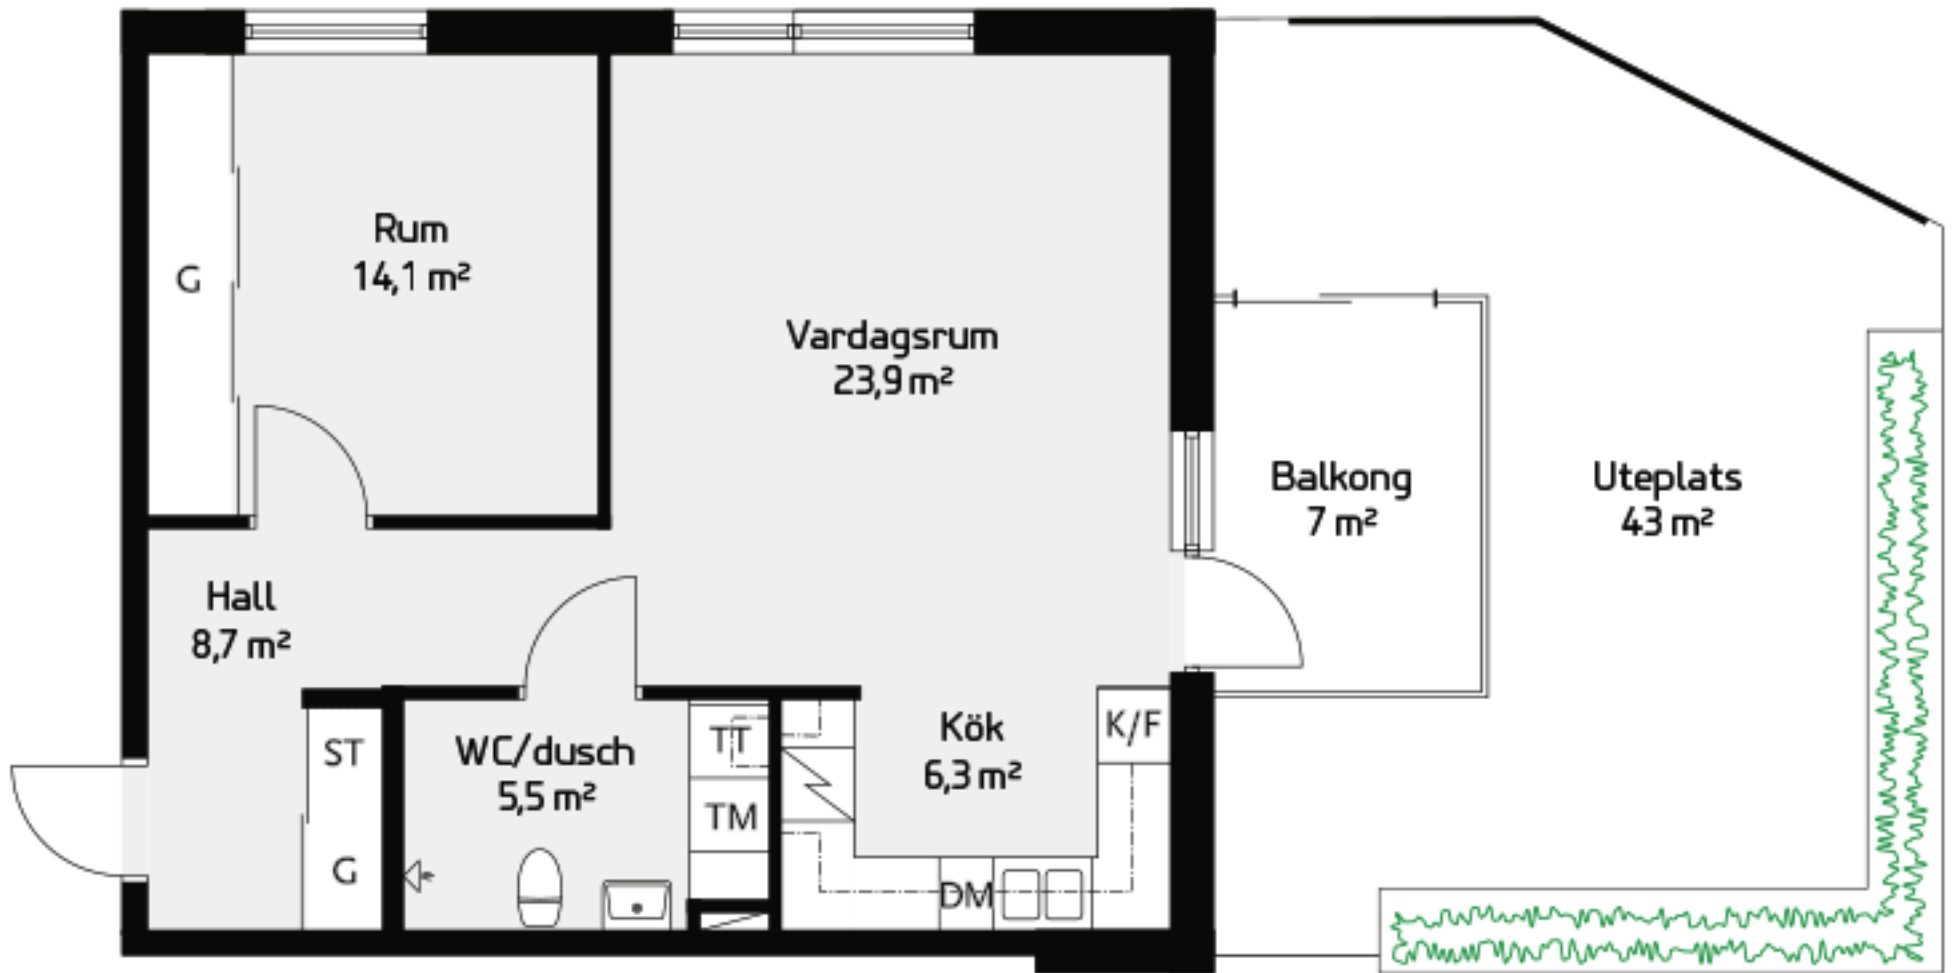 Rum
14,1 m²
G
Vardagsrum
23,9 m²
Balkong
7 m²
Uteplats
43 m²
Hall
8,7 m²
ST
G
WC/dusch
5,5 m²
TT
TM
Kök
6,3 m²
K/F
DM